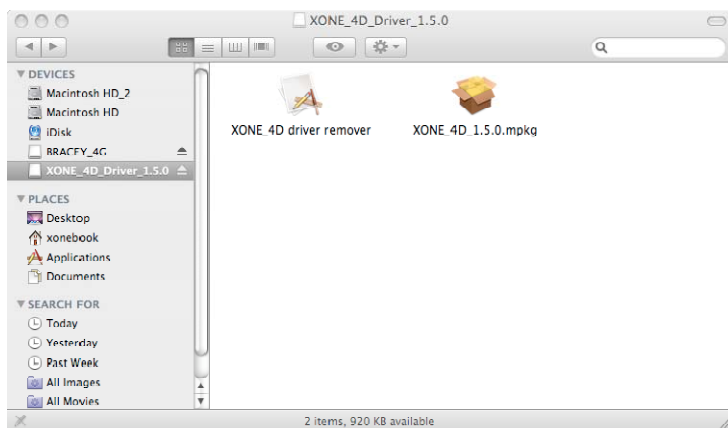 XONE_4D_Driver_1.5.0
DEVICES
Macintosh HD_2
Macintosh HD
iDisk
BRACEY_4G
XONE_4D_Driver_1.5.0
PLACES
Desktop
xonebook
Applications
Documents
SEARCH FOR
Today
Yesterday
Past Week
All Images
All Movies
XONE_4D driver remover
XONE_4D_1.5.0.mpkg
2 items, 920 KB available